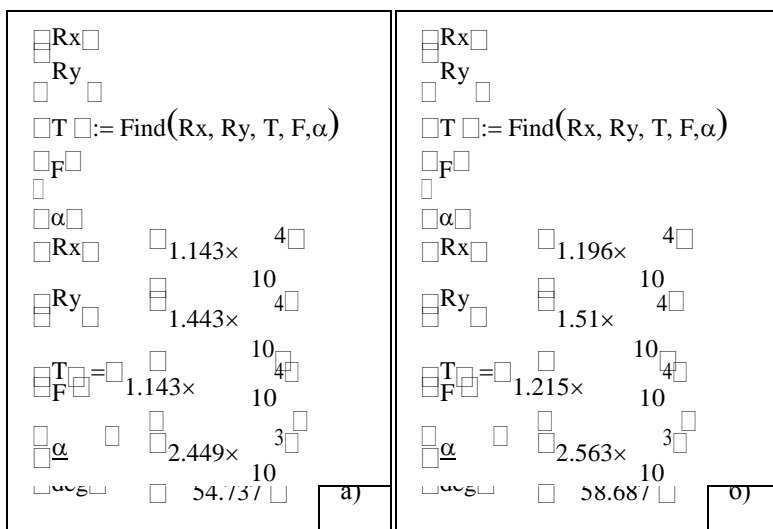 Rx
Ry
T := Find(Rx, Ry, T, F,α)
F
α
Rx 1.143× 10 4
Ry 1.443× 10 4
T = 1.143× 10 4
F 2.449× 10 3
α
deg 54.737
а)
Rx
Ry
T := Find(Rx, Ry, T, F,α)
F
α
Rx 1.196× 10 4
Ry 1.51× 10 4
T = 1.215× 10 4
F 2.563× 10 3
α
deg 58.687
б)